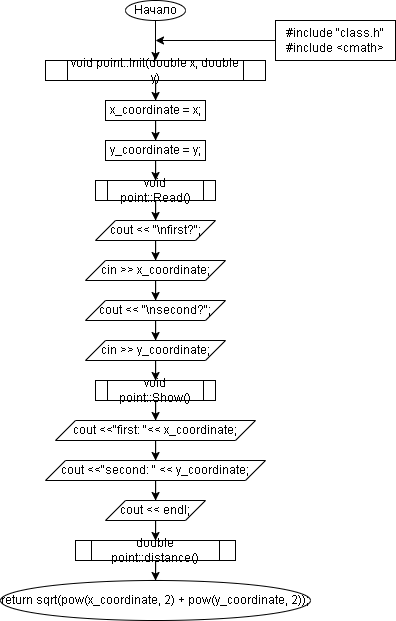 Начало
#include "class.h"
#include <cmath>
void point::Init(double x, double
y)
x_coordinate = x;
y_coordinate = y;
void
point::Read()
cout << "\nfirst?";
cin >> x_coordinate;
cout << "\nsecond?";
cin >> y_coordinate;
void
point::Show()
cout <<"first: "<< x_coordinate;
cout <<"second: " << y_coordinate;
cout << endl;
double
point::distance()
return sqrt(pow(x_coordinate, 2) + pow(y_coordinate, 2));